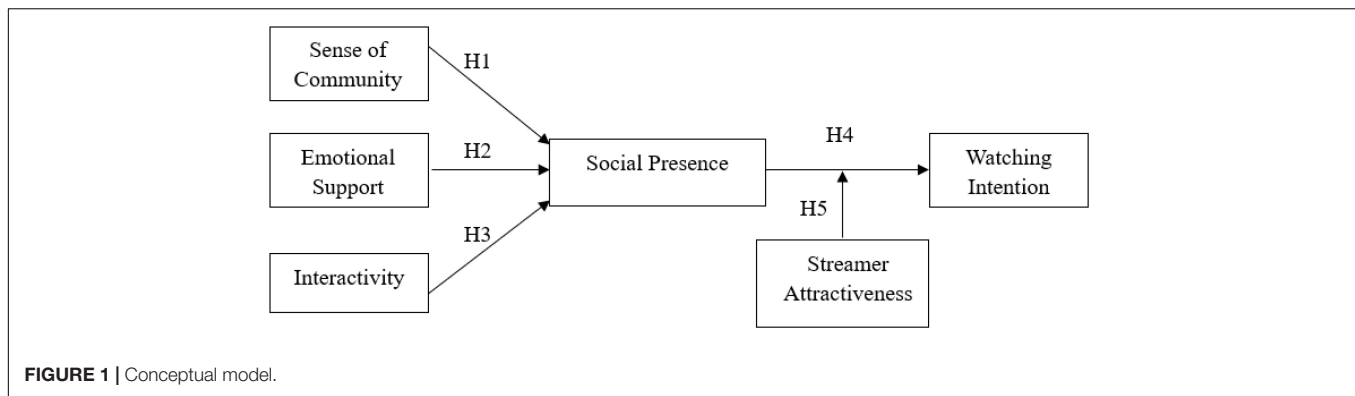 Sense of
Community
H1
Emotional
Support
H2
Interactivity
H3
Social Presence
H4
Watching
Intention
H5
Streamer
Attractiveness
FIGURE 1 | Conceptual model.